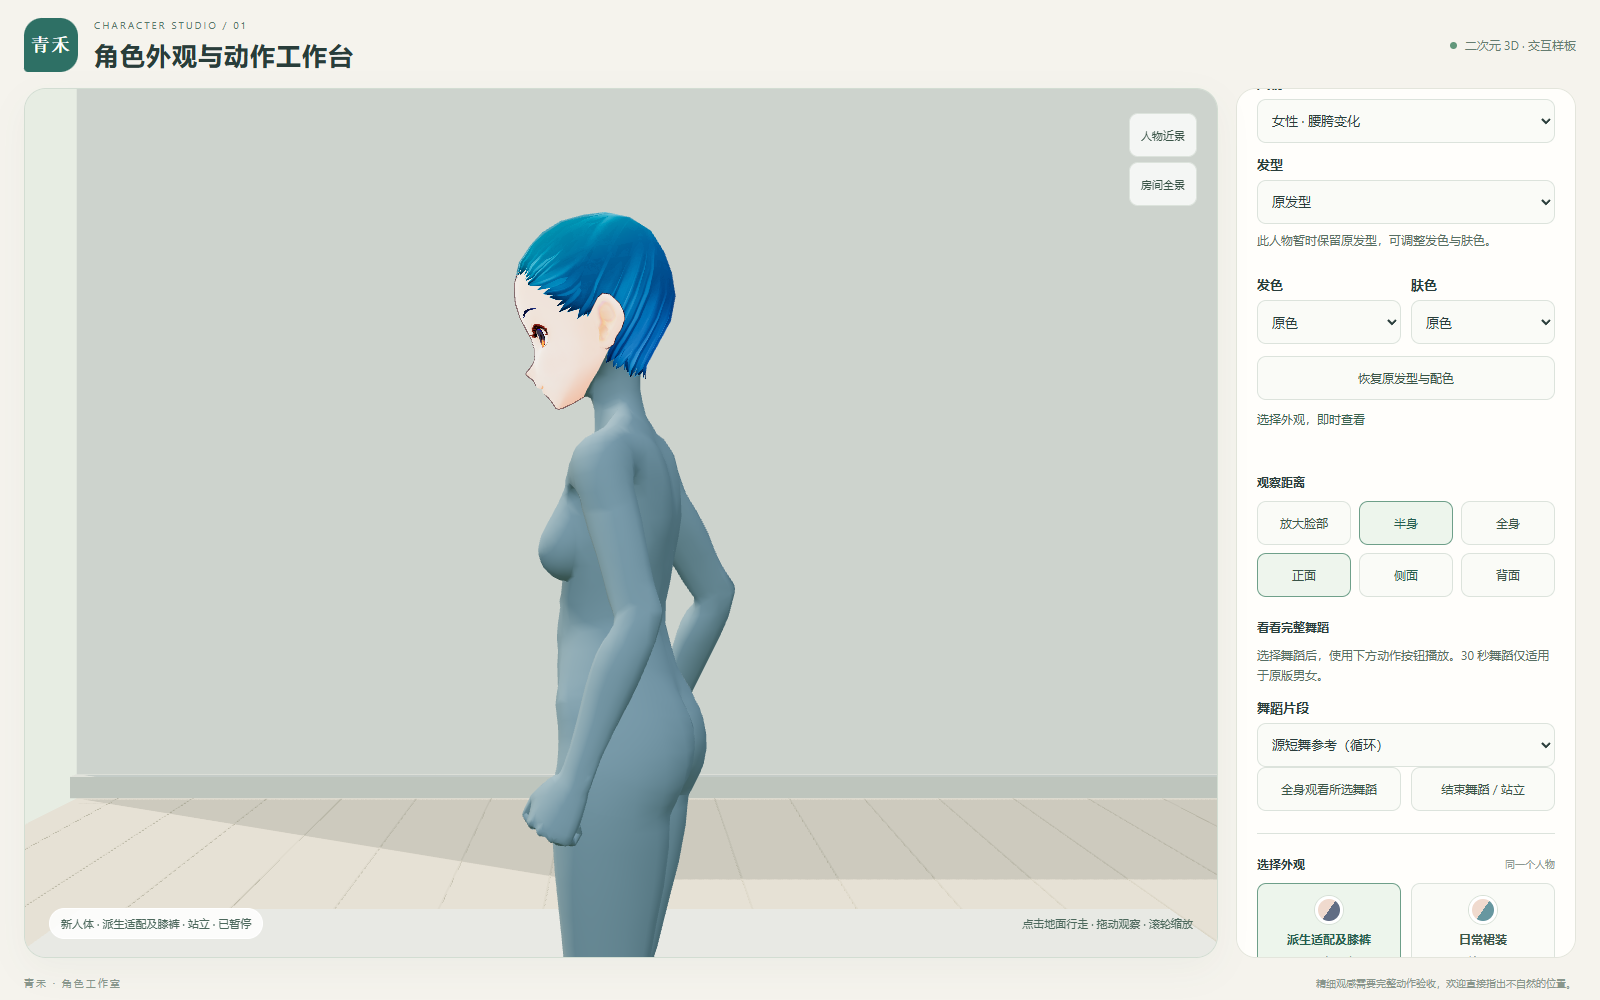 青禾
CHARACTER STUDIO / 01
角色外观与动作工作台
二次元 3D · 交互样板
人物近景
房间全景
新人体 · 派生适配及膝裤 · 站立 · 已暂停
点击地面行走 · 拖动观察 · 滚轮缩放
女性 · 腰胯变化
发型
原发型
此人物暂时保留原发型，可调整发色与肤色。
发色
肤色
原色
原色
恢复原发型与配色
选择外观，即时查看
观察距离
放大脸部
半身
全身
正面
侧面
背面
看看完整舞蹈
选择舞蹈后，使用下方动作按钮播放。30 秒舞蹈仅适用
于原版男女。
舞蹈片段
源短舞参考（循环）
全身观看所选舞蹈
结束舞蹈 / 站立
选择外观
同一个人物
派生适配及膝裤
日常裙装
青禾 · 角色工作室
精细观感需要完整动作验收，欢迎直接指出不自然的位置。